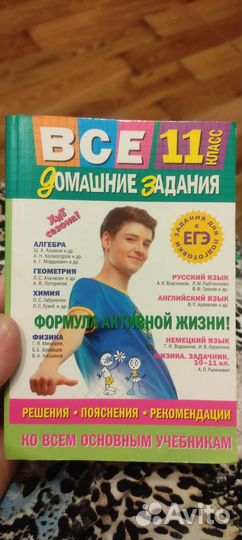 ВСЕ 11 КЛАСС
ДОМАШНИЕ ЗАДАНИЯ
ХИТ
сезона!
ЗАДАНИЯ ДЛЯ ПОДГОТОВКИ
К
ЕГЭ
АЛГЕБРА
Ш.А. Алимов и др.
А.Н. Колмогоров и др.
А.Г. Мордкович и др.
ГЕОМЕТРИЯ
Л.С. Атанасян и др.
А.В. Погорелов
ХИМИЯ
О.С. Габриелян
Л.С. Гузей и др.
РУССКИЙ ЯЗЫК
А.И. Власенков, Л.М. Рыбченкова
В.Ф. Греков и др.
АНГЛИЙСКИЙ ЯЗЫК
В.П. Кузовлев и др.
ФОРМУЛА АКТИВНОЙ ЖИЗНИ!
ФИЗИКА
Г.Я. Мякишев,
Б.Б. Буховцев
В.А. Касьянов
НЕМЕЦКИЙ ЯЗЫК
Г.И. Воронина, И.В. Карелина
ФИЗИКА. ЗАДАЧНИК.
10–11 кл.
А.П. Рымкевич
РЕШЕНИЯ • ПОЯСНЕНИЯ • РЕКОМЕНДАЦИИ
КО ВСЕМ ОСНОВНЫМ УЧЕБНИКАМ
Avito